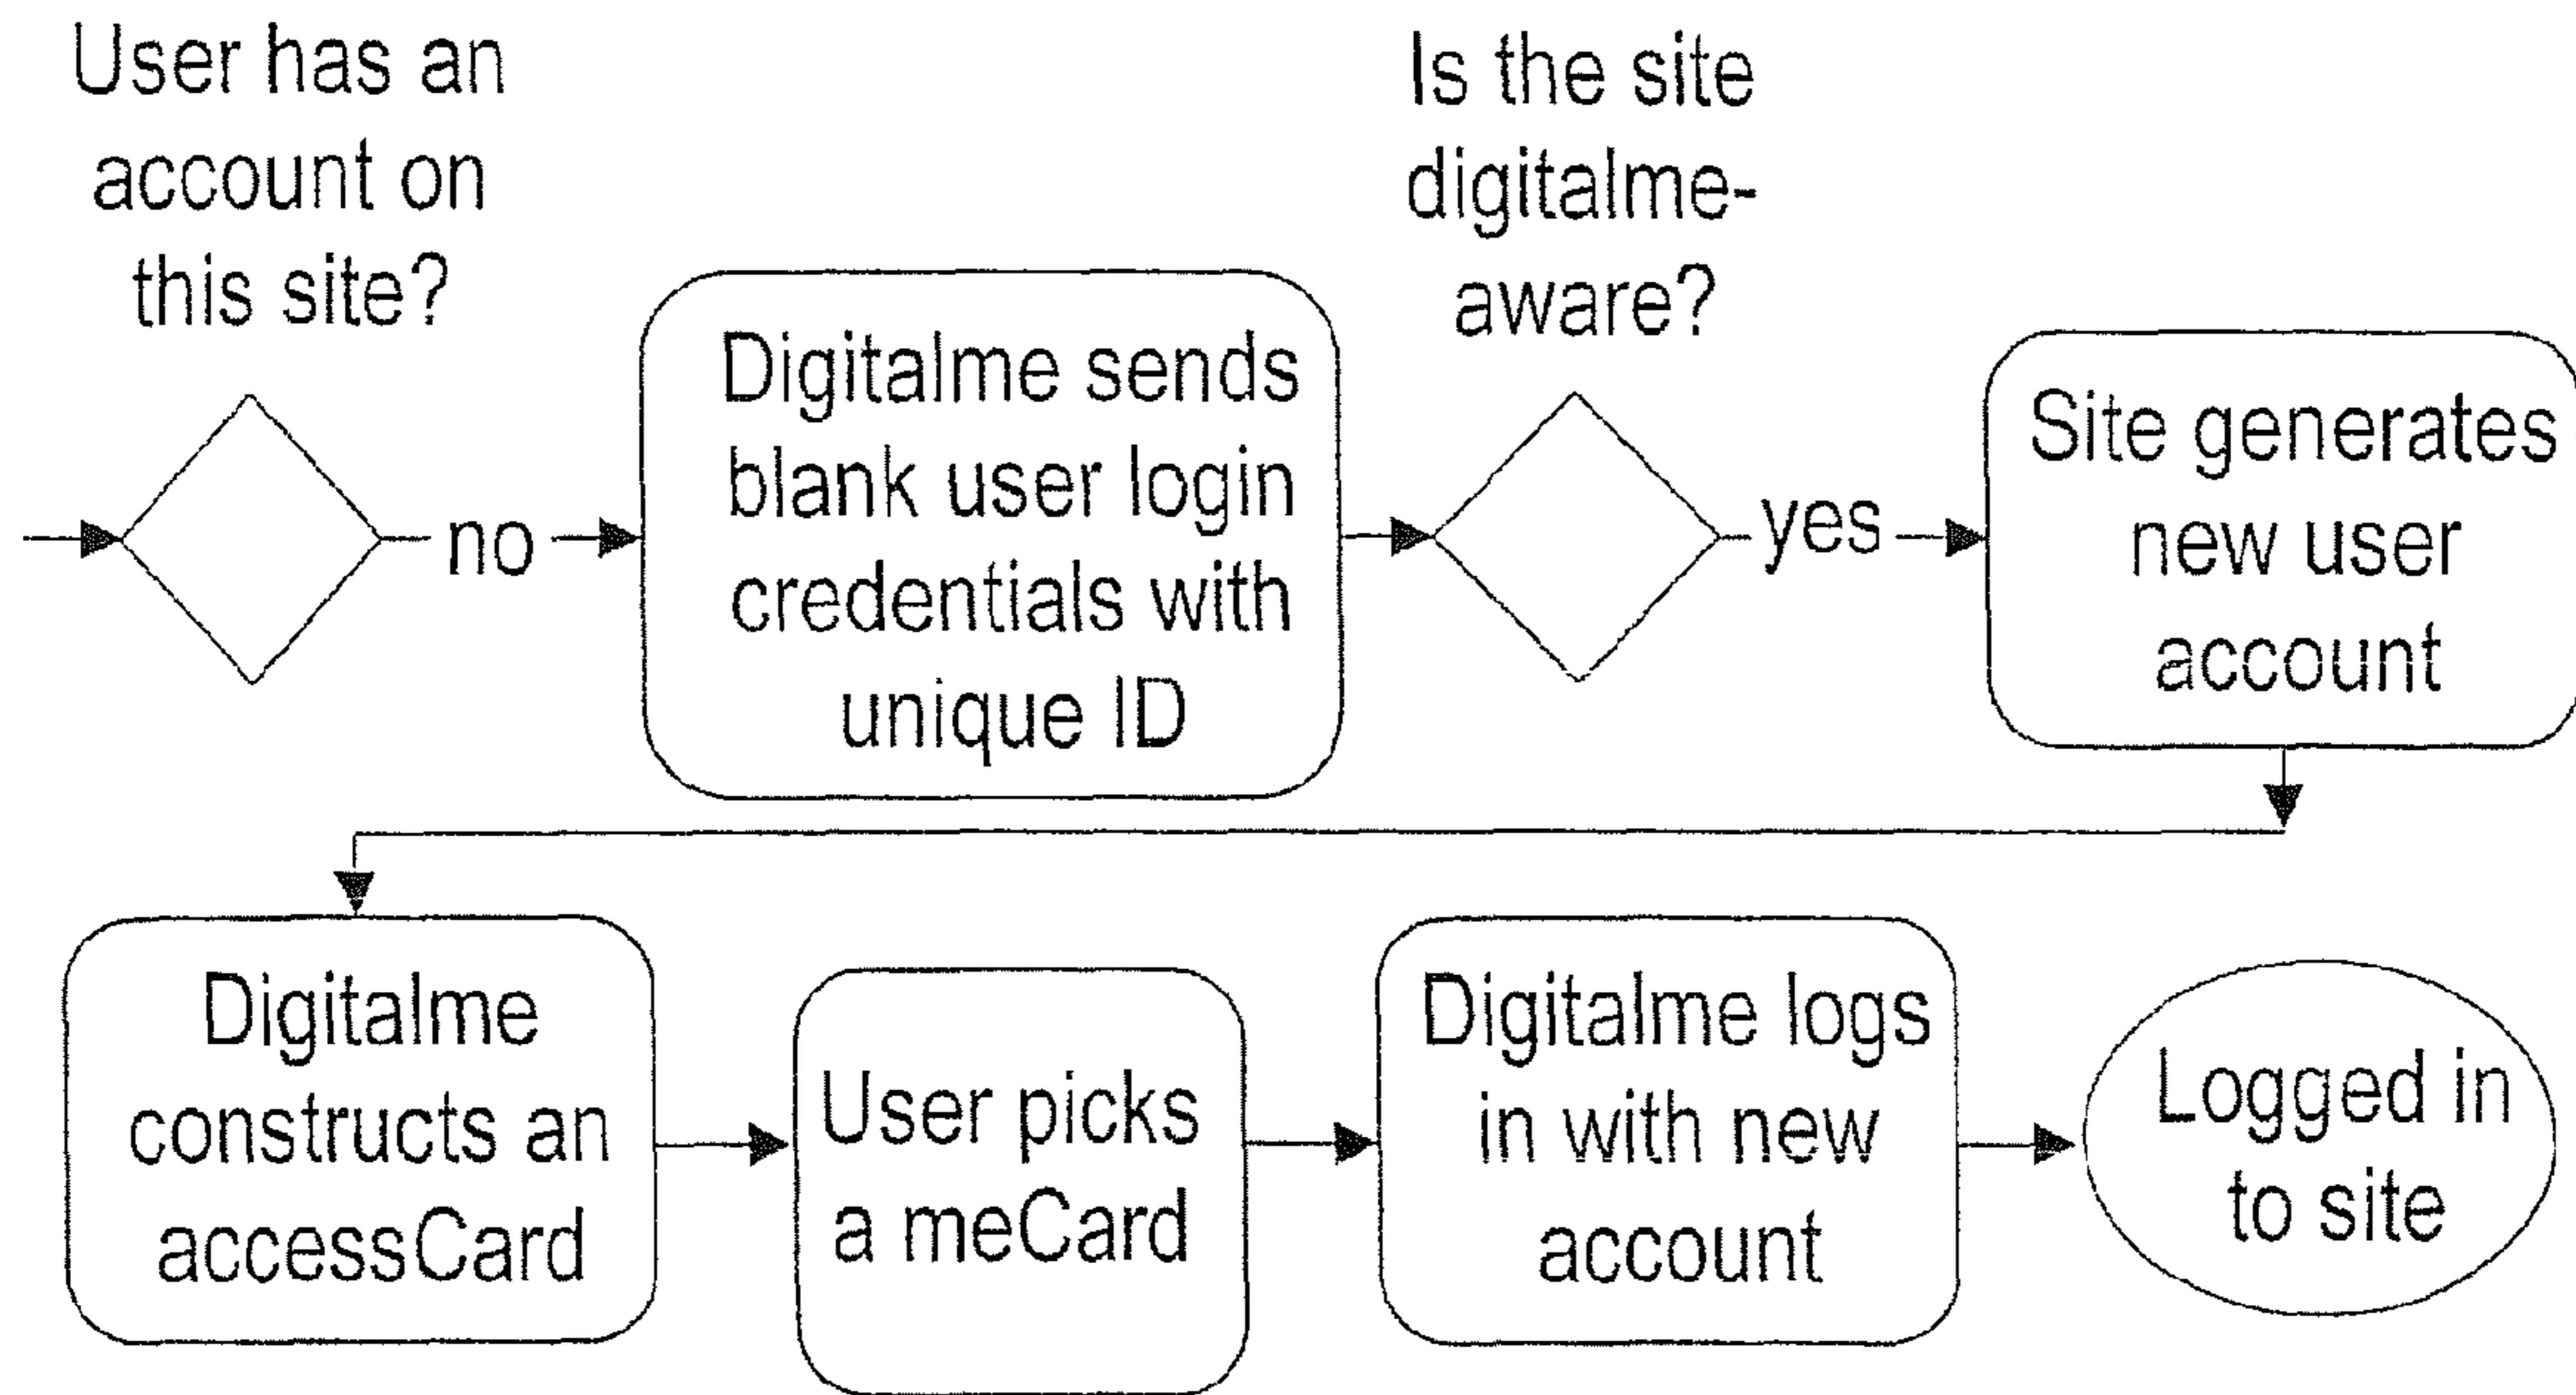 User has an
account on
this site?
no
Digitalme sends
blank user login
credentials with
unique ID
Is the site
digitalme-
aware?
yes
Site generates
new user
account
Digitalme
constructs an
accessCard
User picks
a meCard
Digitalme logs
in with new
account
Logged in
to site